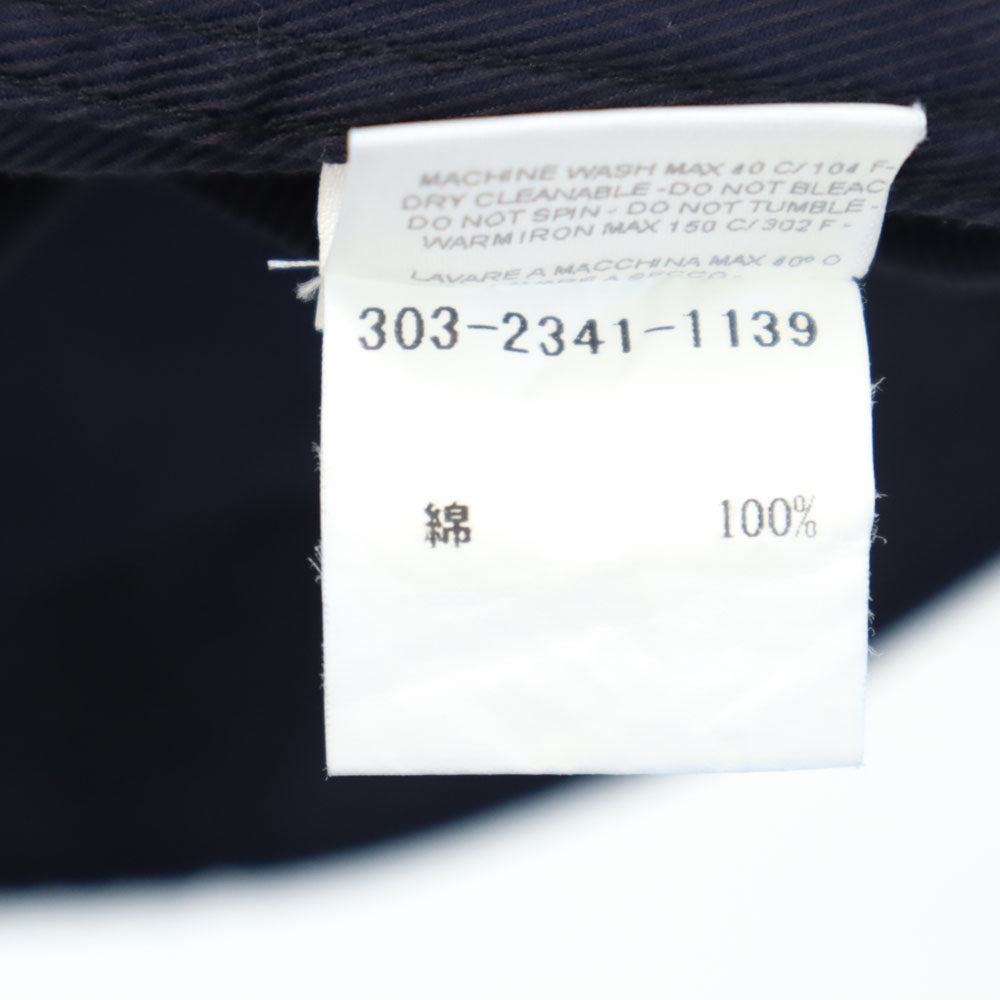 MACHINE WASH MAX 40 C/104 F-
DRY CLEANABLE -DO NOT BLEAC
DO NOT SPIN - DO NOT TUMBLE -
WARM IRON MAX 150 C/302 F -
LAVARE A MACCHINA MAX 40° C
303-2341-1139
綿 100%